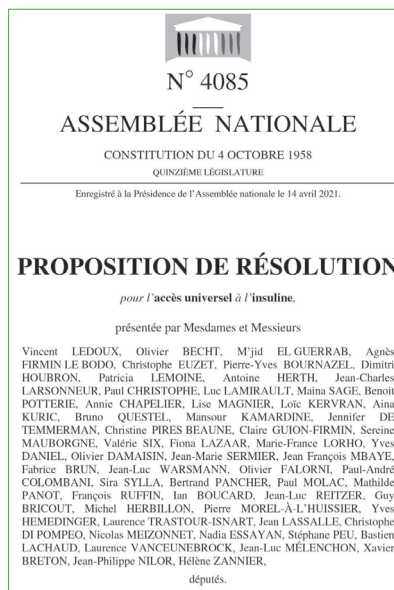 N° 4085
ASSEMBLÉE NATIONALE
CONSTITUTION DU 4 OCTOBRE 1958
QUINZIÈME LÉGISLATURE
Enregistré à la Présidence de l'Assemblée nationale le 14 avril 2021.
PROPOSITION DE RÉSOLUTION
pour l'accès universel à l'insuline,
présentée par Mesdames et Messieurs
Vincent LEDOUX, Olivier BECHT, M'jid EL GUERRAB, Agnès
FIRMIN LE BODO, Christophe EUZET, Pierre-Yves BOURNAZEL, Dimitri
HOUBRON, Patricia LEMOINE, Antoine HERTH, Jean-Charles
LARSONNEUR, Paul CHRISTOPHE, Luc LAMIRAULT, Maina SAGE, Benoit
POTTERIE, Annie CHAPELIER, Lise MAGNIER, Loïc KERVRAN, Aina
KURIC, Bruno QUESTEL, Mansour KAMARDINE, Jennifer DE
TEMMERMAN, Christine PIRES BEAUNE, Claire GUION-FIRMIN, Sereine
MAUBORGNE, Valérie SIX, Fiona LAZAAR, Marie-France LORHO, Yves
DANIEL, Olivier DAMAISIN, Jean-Marie SERMIER, Jean François MBAYE,
Fabrice BRUN, Jean-Luc WARSMANN, Olivier FALORNI, Paul-André
COLOMBANI, Sira SYLLA, Bertrand PANCHER, Paul MOLAC, Mathilde
PANOT, François RUFFIN, Ian BOUCARD, Jean-Luc REITZER, Guy
BRICOUT, Michel HERBILLON, Pierre MOREL-À-L'HUISSIER, Yves
HEMEDINGER, Laurence TRASTOUR-ISNART, Jean LASSALLE, Christophe
DI POMPEO, Nicolas MEIZONNET, Nadia ESSAYAN, Stéphane PEU, Bastien
LACHAUD, Laurence VANCEUNEBROCK, Jean-Luc MÉLENCHON, Xavier
BRETON, Jean-Philippe NILOR, Hélène ZANNIER,
députés.